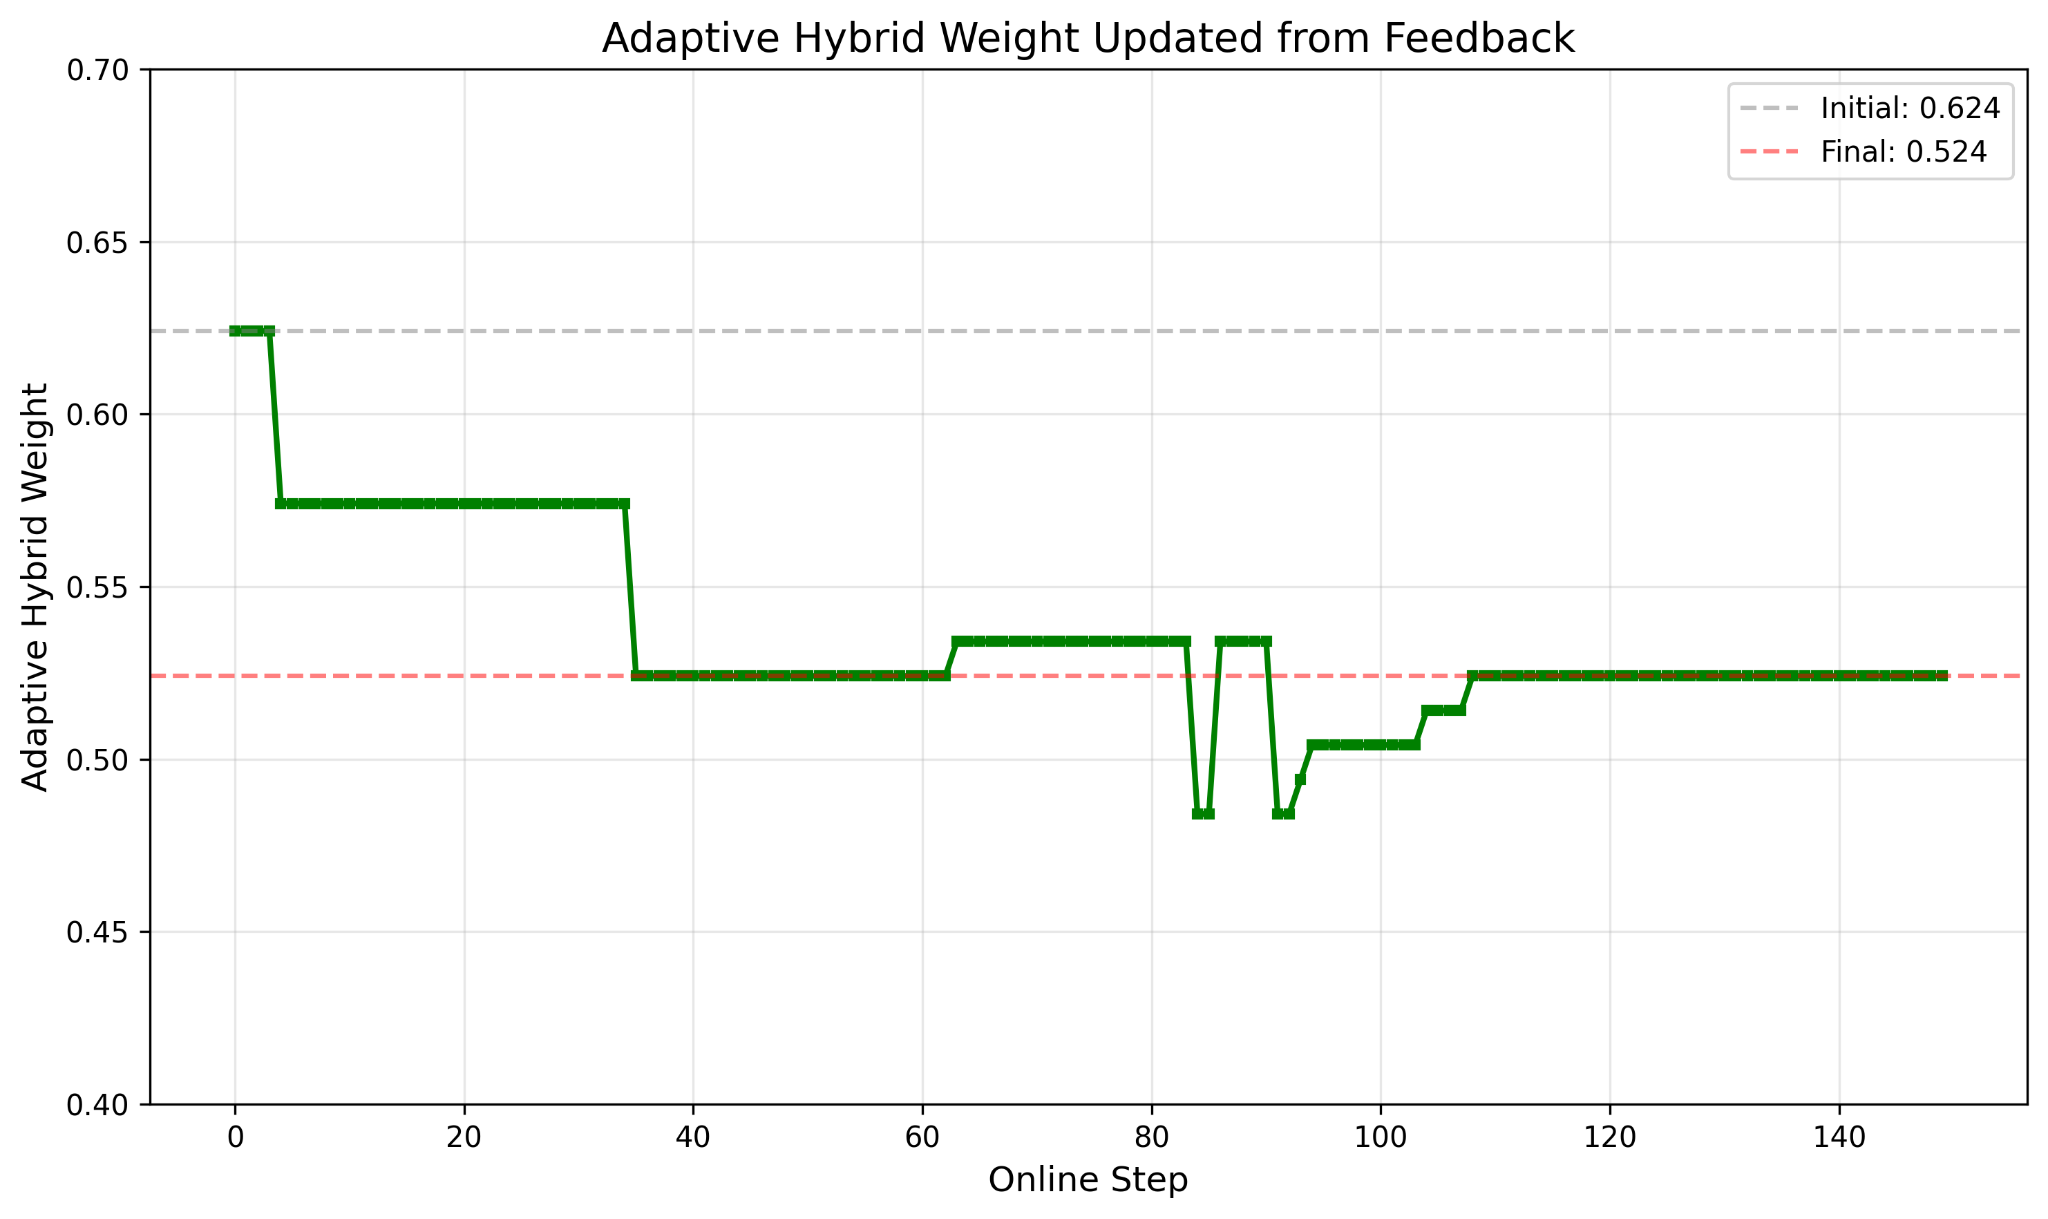 Adaptive Hybrid Weight Updated from Feedback
Initial: 0.624
Final: 0.524
Adaptive Hybrid Weight
0.70
0.65
0.60
0.55
0.50
0.45
0.40
0 20 40 60 80 100 120 140
Online Step